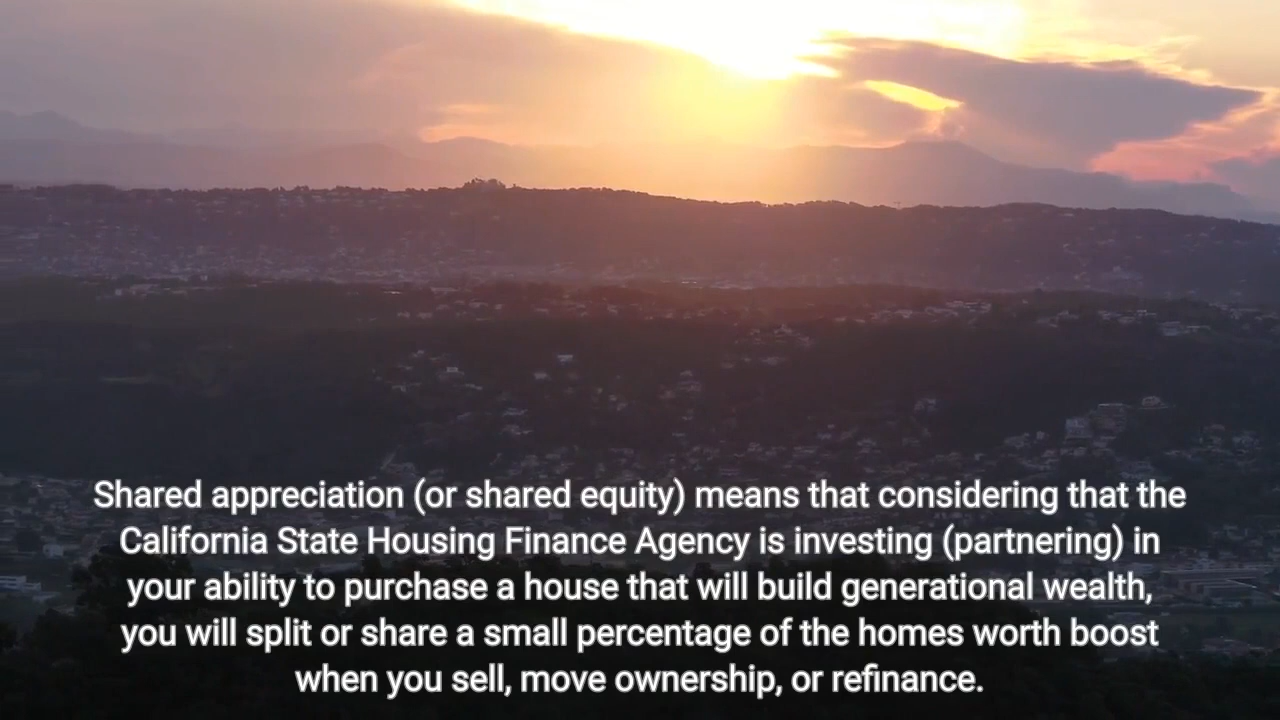 Shared appreciation (or shared equity) means that considering that the
California State Housing Finance Agency is investing (partnering) in
your ability to purchase a house that will build generational wealth,
you will split or share a small percentage of the homes worth boost
when you sell, move ownership, or refinance.